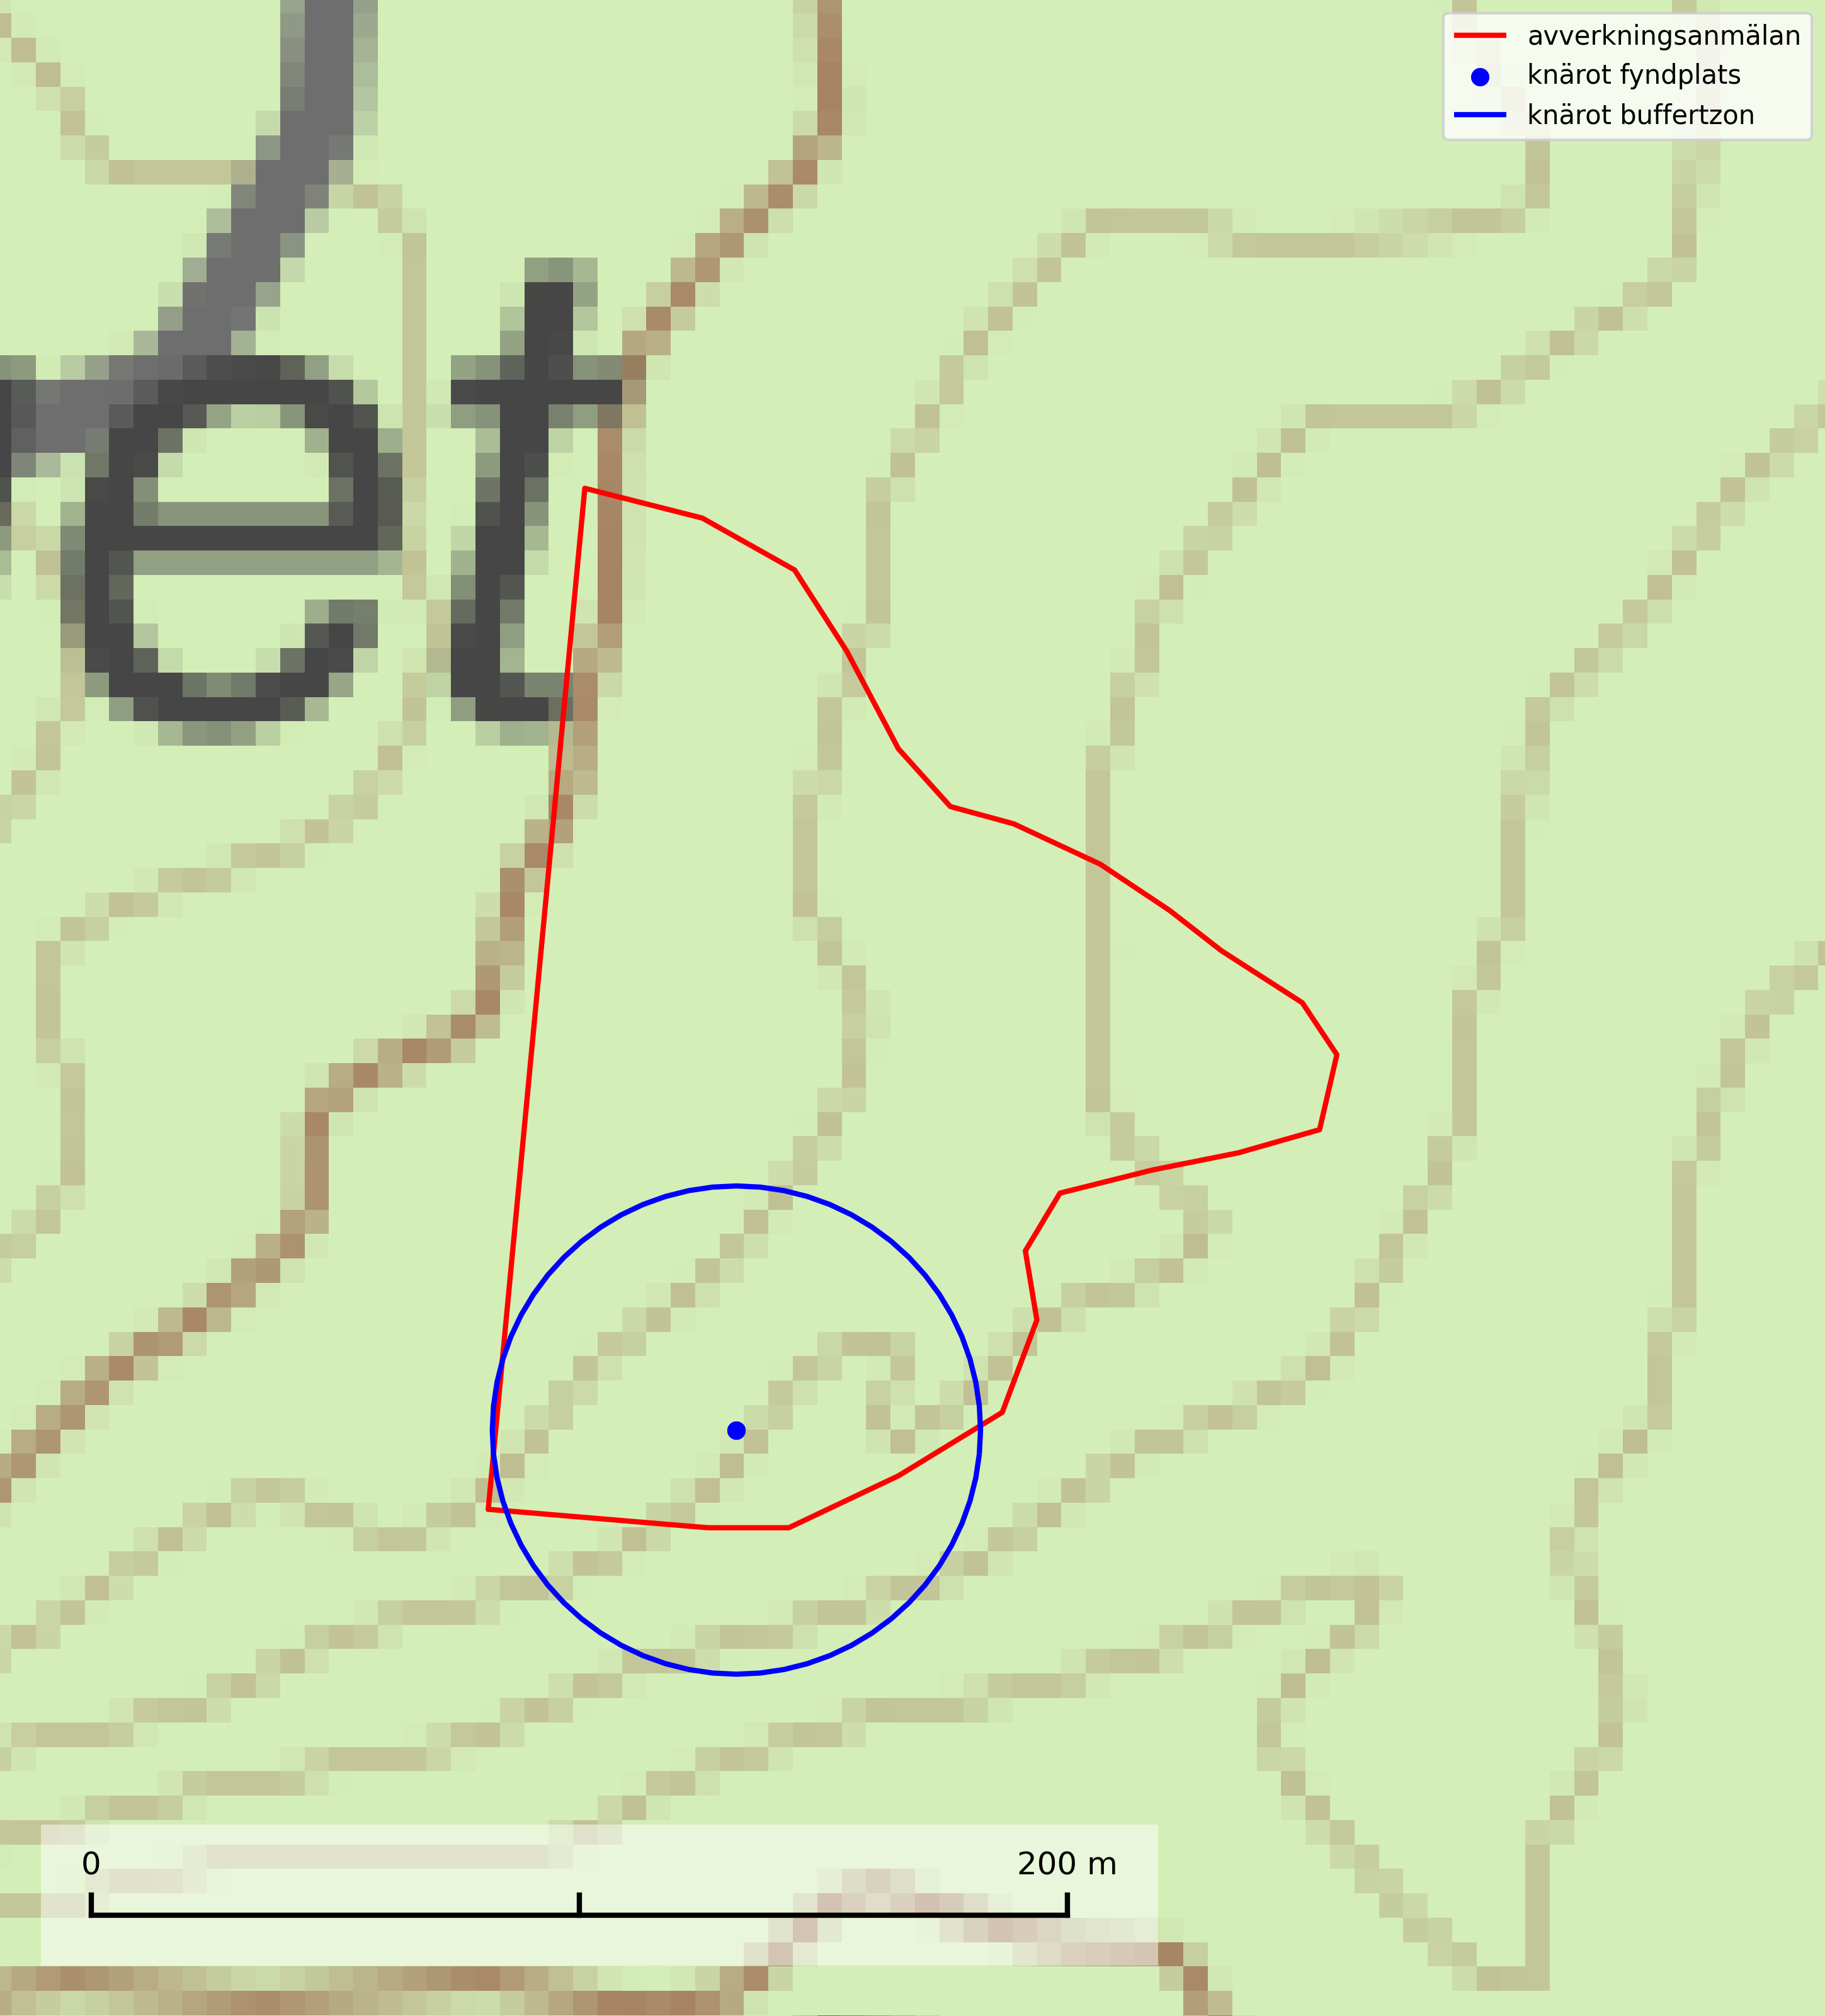 avverkningsanmälan
knärot fyndplats
knärot buffertzon
et
0 200 m